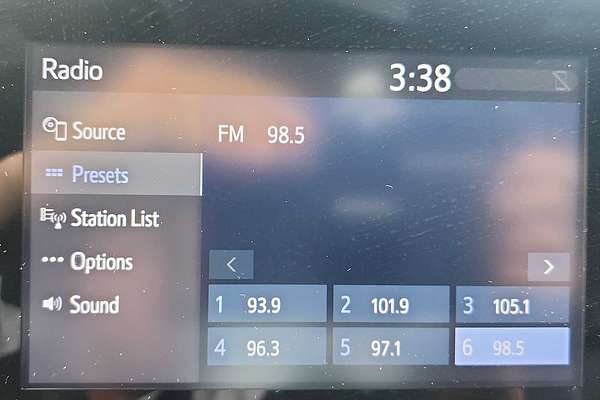 Radio 3:38
Source
FM 98.5
Presets
Station List
Options
Sound
1 93.9 2 101.9 3 105.1
4 96.3 5 97.1 6 98.5